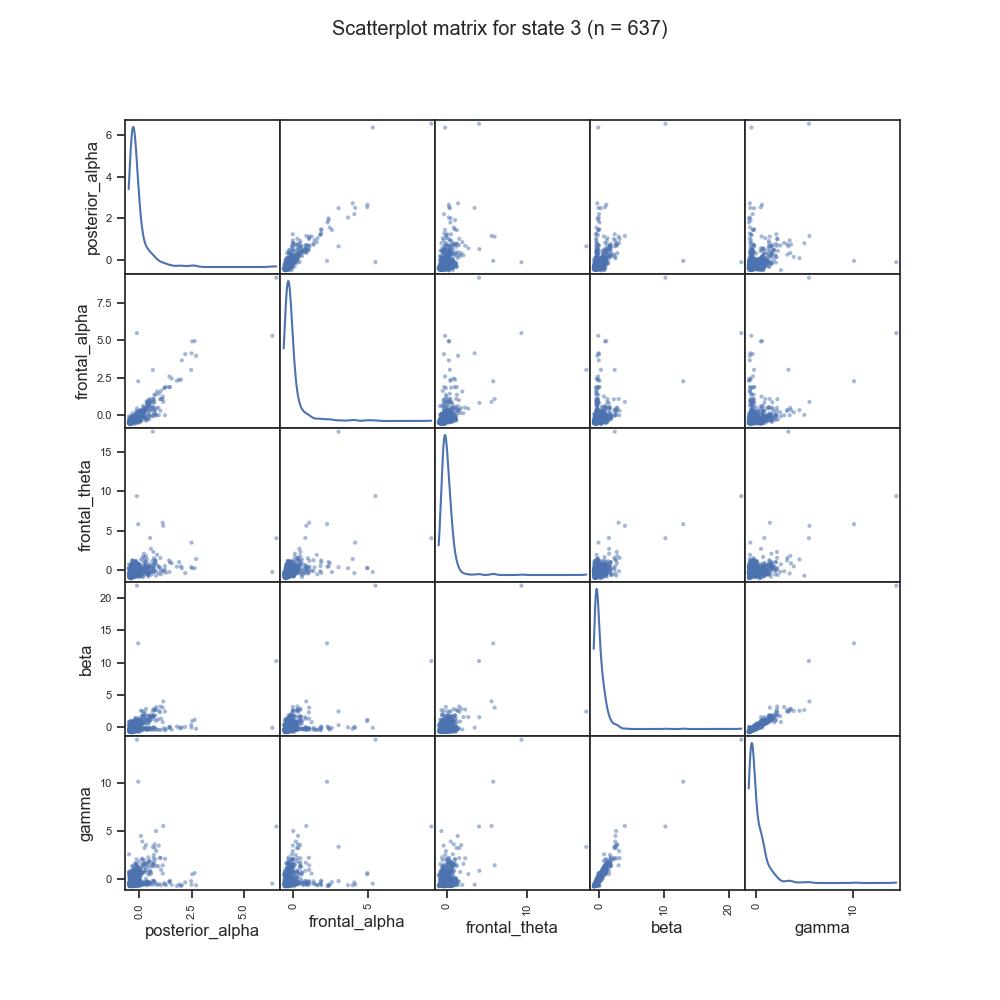 Scatterplot matrix for state 3 (n = 637)
posterior_alpha
6
4
2
0
frontal_alpha
7.5
5.0
2.5
0.0
frontal_theta
15
10
5
0
beta
20
15
10
5
0
gamma
10
5
0
0.0 2.5 5.0 0 5 0 10 0 20 0 10
posterior_alpha frontal_alpha frontal_theta beta gamma